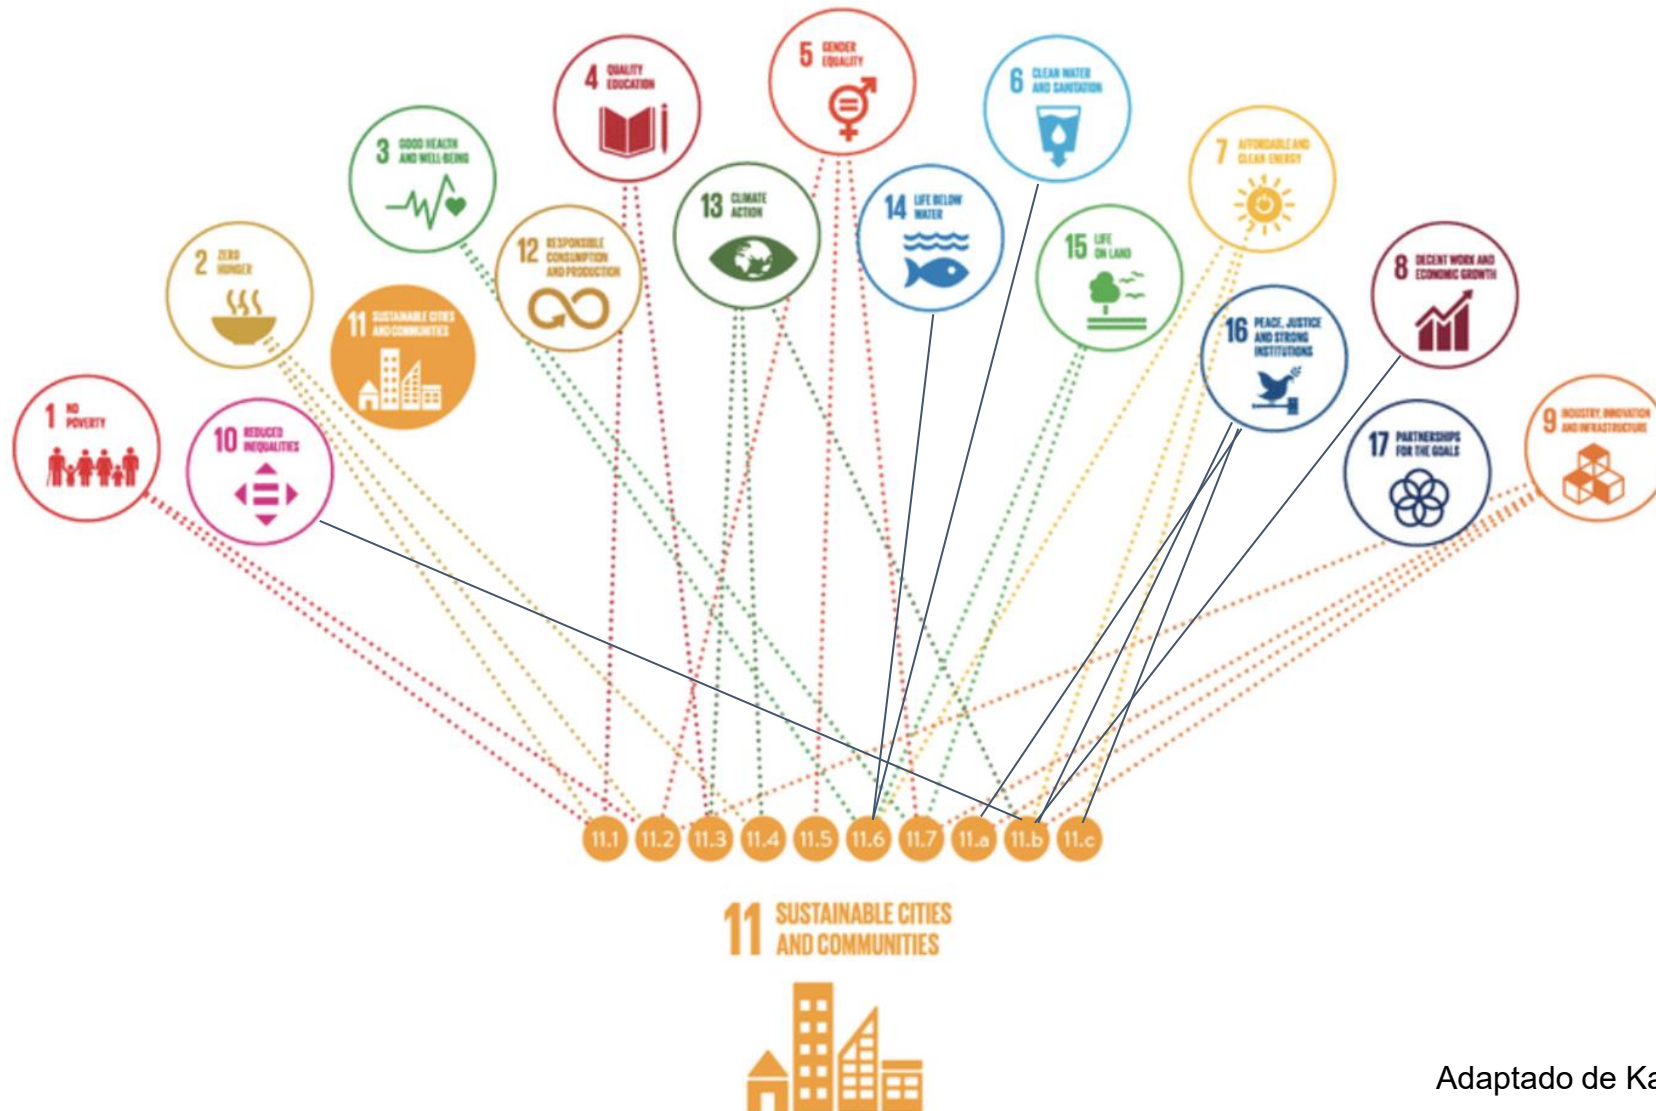 5 GENDER
EQUALITY
4 QUALITY
EDUCATION
6 CLEAN WATER
AND SANITATION
3 GOOD HEALTH
AND WELL-BEING
7 AFFORDABLE AND
CLEAN ENERGY
13 CLIMATE
ACTION
14 LIFE BELOW
WATER
12 RESPONSIBLE
CONSUMPTION
AND PRODUCTION
15 LIFE
ON LAND
2 ZERO
HUNGER
8 DECENT WORK AND
ECONOMIC GROWTH
11 SUSTAINABLE CITIES
AND COMMUNITIES
16 PEACE, JUSTICE
AND STRONG
INSTITUTIONS
1 NO
POVERTY
10 REDUCED
INEQUALITIES
17 PARTNERSHIPS
FOR THE GOALS
9 INDUSTRY, INNOVATION
AND INFRASTRUCTURE
11.1 11.2 11.3 11.4 11.5 11.6 11.7 11.a 11.b 11.c
11 SUSTAINABLE CITIES
AND COMMUNITIES
Adaptado de Ka